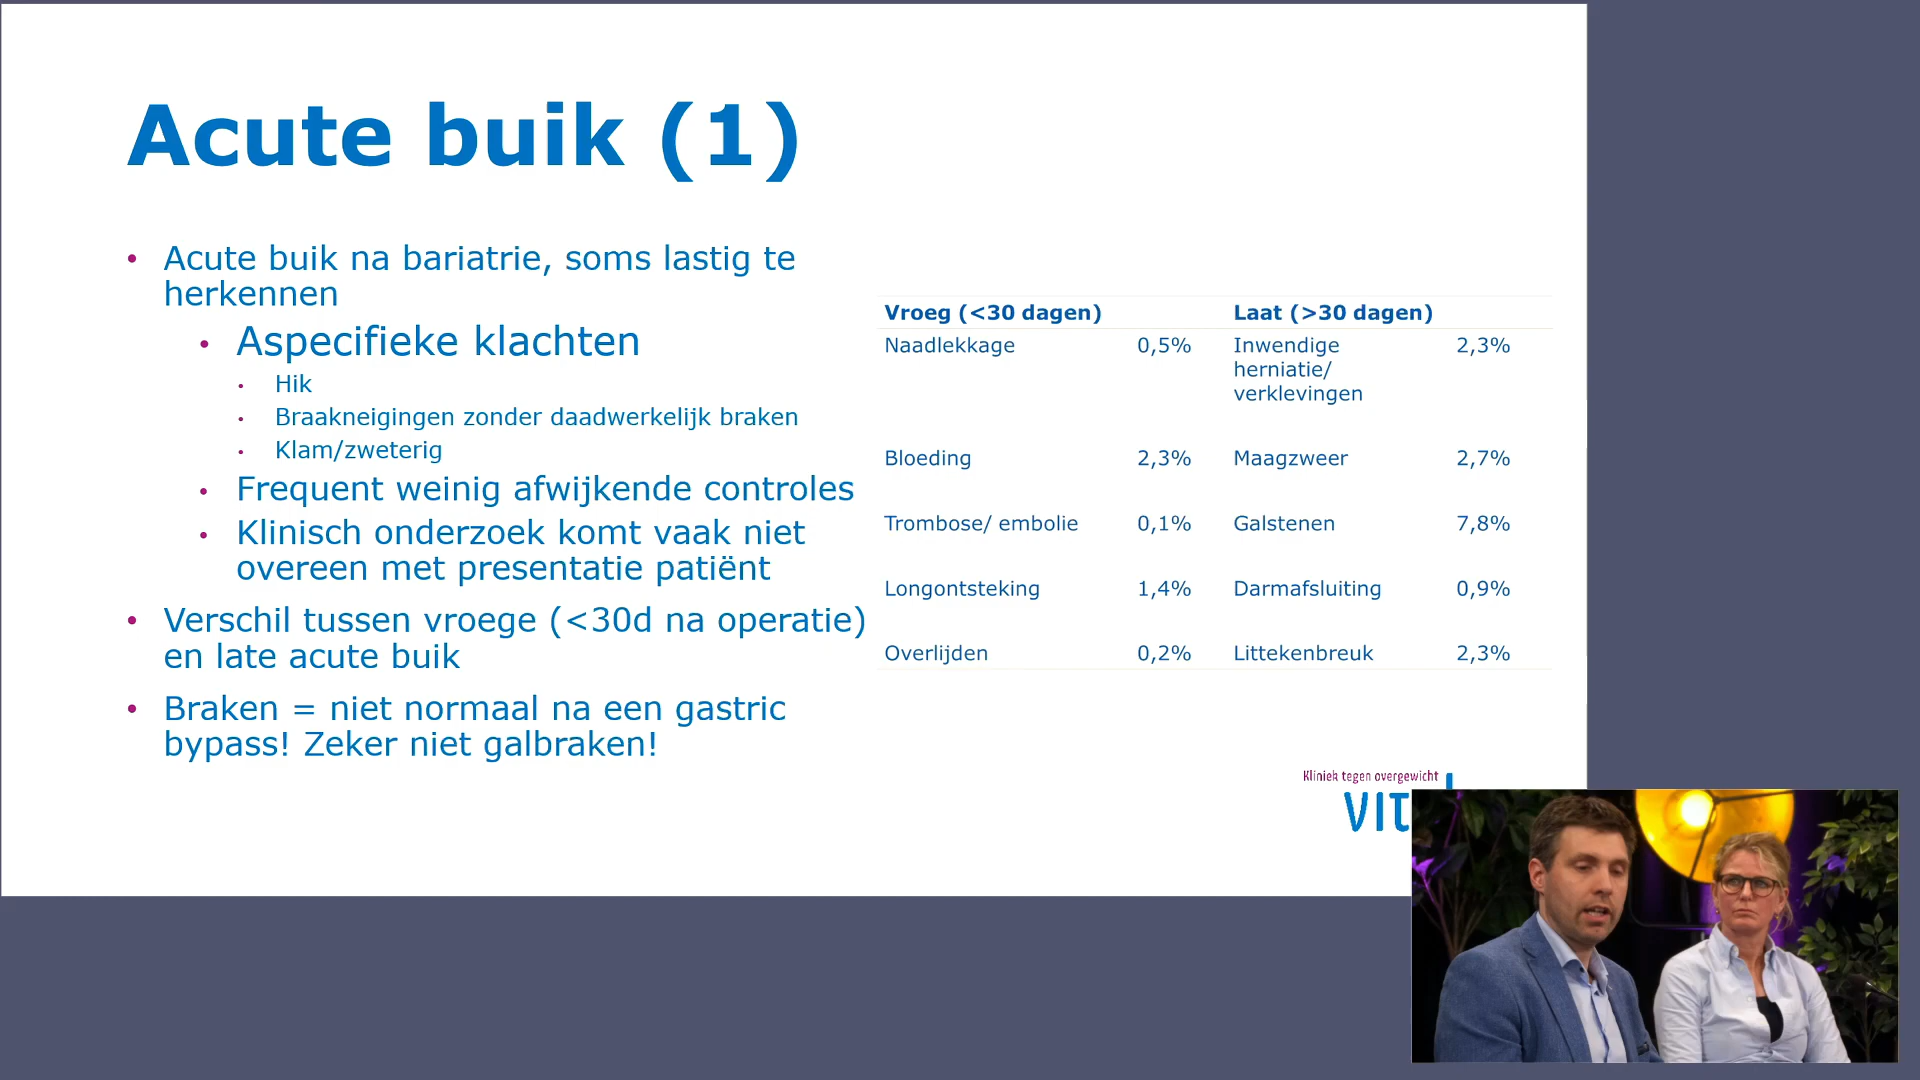 Acute buik (1)
• Acute buik na bariatrie, soms lastig te
herkennen
• Aspecifieke klachten
• Hik
• Braakneigingen zonder daadwerkelijk braken
• Klam/zweterig
• Frequent weinig afwijkende controles
• Klinisch onderzoek komt vaak niet
overeen met presentatie patiënt
• Verschil tussen vroege (<30d na operatie)
en late acute buik
• Braken = niet normaal na een gastric
bypass! Zeker niet galbraken!
Vroeg (<30 dagen) Laat (>30 dagen)
Naadlekkage 0,5% Inwendige 2,3%
herniatie/
verklevingen
Bloeding 2,3% Maagzweer 2,7%
Trombose/ embolie 0,1% Galstenen 7,8%
Longontsteking 1,4% Darmafsluiting 0,9%
Overlijden 0,2% Littekenbreuk 2,3%
Kliniek tegen overgewicht